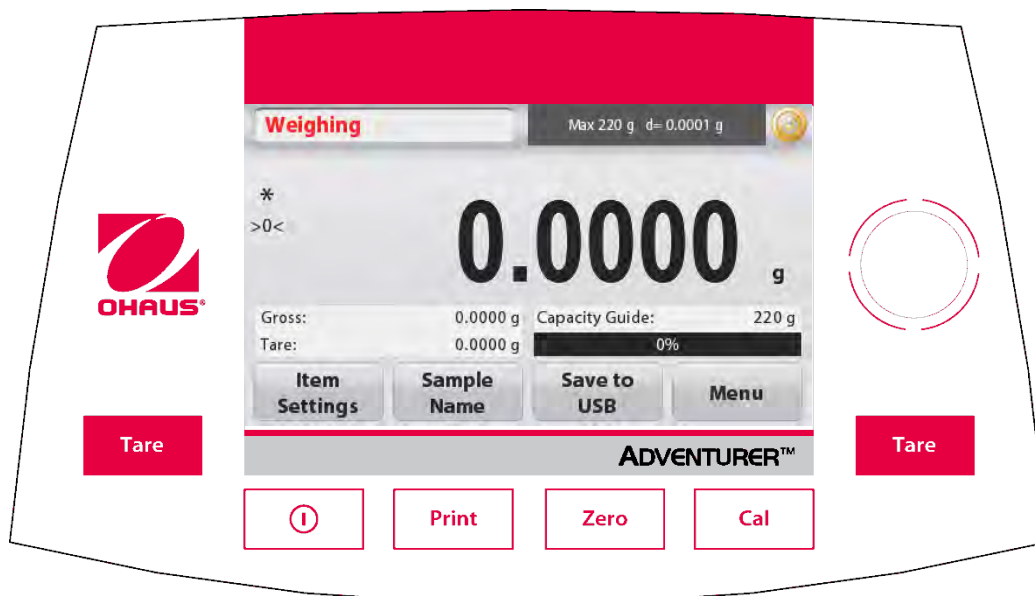 Weighing
Max 220 g d= 0.0001 g
*
>0<
0.0000 g
OHAUS®
Gross: 0.0000 g Capacity Guide: 220 g
Tare: 0.0000 g 0%
Item Settings
Sample Name
Save to USB
Menu
Tare
ADVENTURER™
Tare
Print
Zero
Cal